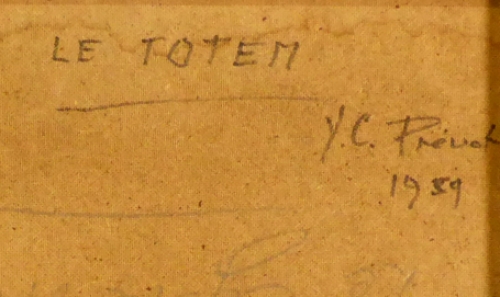 LE TOTEM
Y.C. Prévot
1959